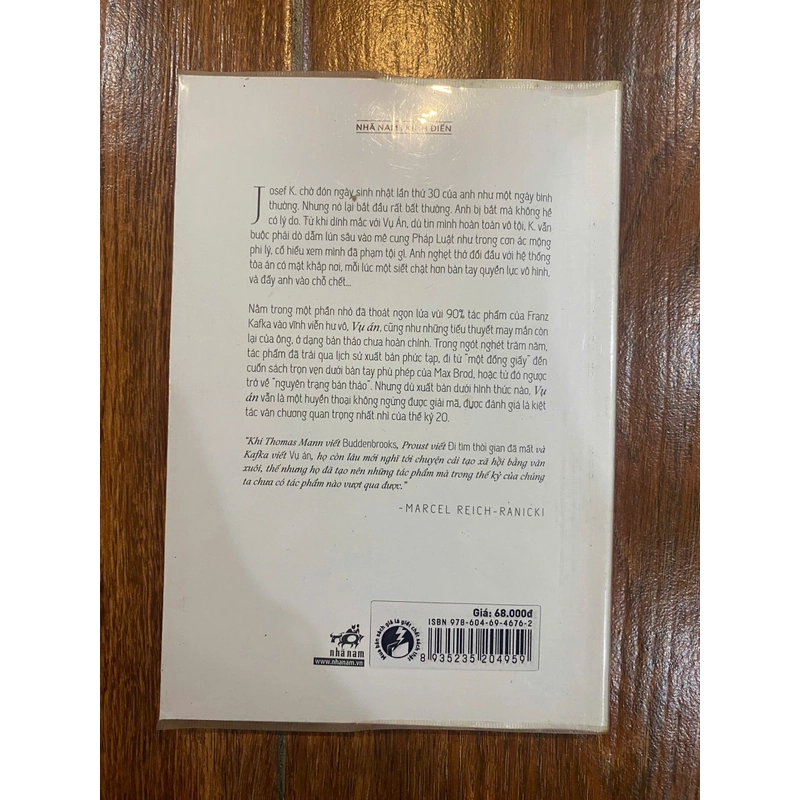 NHÃ NAM KINH ĐIỂN
Josef K. chờ đón ngày sinh nhật lần thứ 30 của anh như một ngày bình
thường. Nhưng nó lại bắt đầu rất bất thường. Anh bị bắt mà không hề
có lý do. Từ khi dính mắc với Vụ Án, dù tin mình hoàn toàn vô tội, K. vẫn
buộc phải dò dẫm lún sâu vào mê cung Pháp Luật như trong cơn ác mộng
phi lý, cố hiểu xem mình đã phạm tội gì. Anh nghẹt thở đối đầu với hệ thống
tòa án có mặt khắp nơi, mỗi lúc một siết chặt hơn bàn tay quyền lực vô hình,
và đẩy anh vào chỗ chết...
Nằm trong một phần nhỏ đã thoát ngọn lửa vùi 90% tác phẩm của Franz
Kafka vào vĩnh viễn hư vô, Vụ án, cũng như những tiểu thuyết may mắn còn
lại của ông, ở dạng bản thảo chưa hoàn chỉnh. Trong ngót nghét trăm năm,
tác phẩm đã trải qua lịch sử xuất bản phức tạp, đi từ "một đống giấy" đến
cuốn sách trọn vẹn dưới bàn tay phù phép của Max Brod, hoặc từ đó ngược
trở về "nguyên trạng bản thảo". Nhưng dù xuất bản dưới hình thức nào, Vụ
án vẫn là một huyền thoại không ngừng được giải mã, được đánh giá là kiệt
tác văn chương quan trọng nhất nhì của thế kỷ 20.
"Khi Thomas Mann viết Buddenbrooks, Proust viết Đi tìm thời gian đã mất và
Kafka viết Vụ án, họ còn lâu mới nghĩ tới chuyện cải tạo xã hội bằng văn
xuôi, thế nhưng họ đã tạo nên những tác phẩm mà trong thế kỷ của chúng
ta chưa có tác phẩm nào vượt qua được."
-MARCEL REICH-RANICKI
nhã nam
www.nhanam.vn
Mua bán sách giả là giết chết sách thật
Giá: 68.000đ
ISBN 978-604-69-4676-2
8 935235 204959